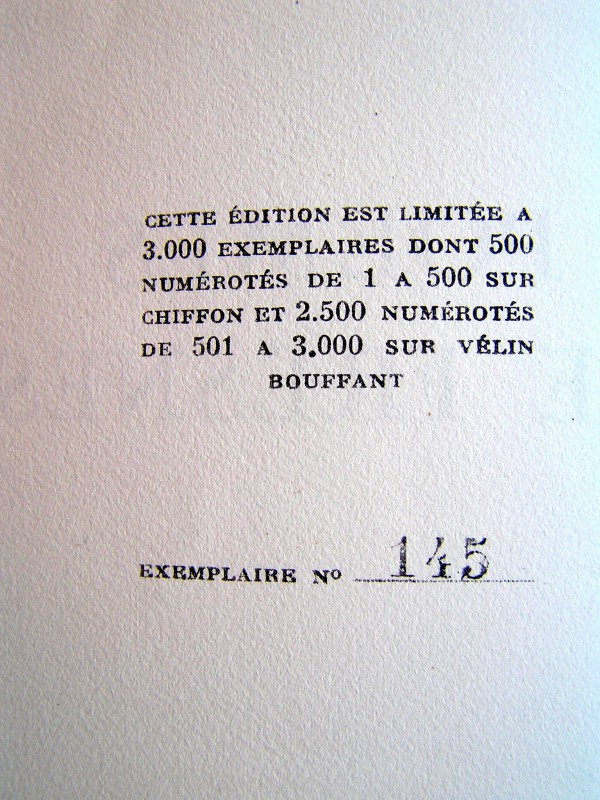 CETTE ÉDITION EST LIMITÉE A
3.000 EXEMPLAIRES DONT 500
NUMÉROTÉS DE 1 A 500 SUR
CHIFFON ET 2.500 NUMÉROTÉS
DE 501 A 3.000 SUR VÉLIN
BOUFFANT
EXEMPLAIRE Nº 145